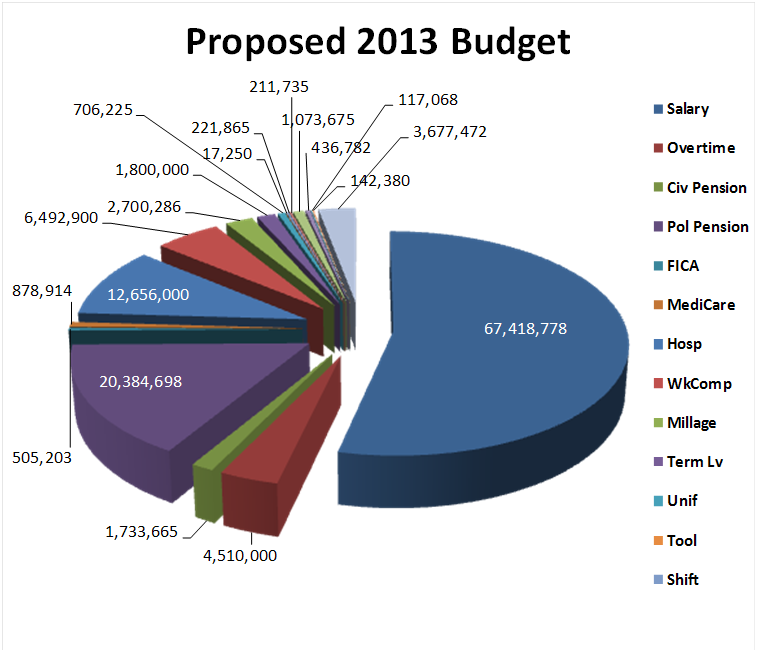 Proposed 2013 Budget
211,735
706,225
117,068
1,073,675
221,865
3,677,472
436,782
17,250
1,800,000
142,380
2,700,286
6,492,900
878,914
12,656,000
67,418,778
20,384,698
505,203
1,733,665
4,510,000
Salary
Overtime
Civ Pension
Pol Pension
FICA
MediCare
Hosp
WkComp
Millage
Term Lv
Unif
Tool
Shift